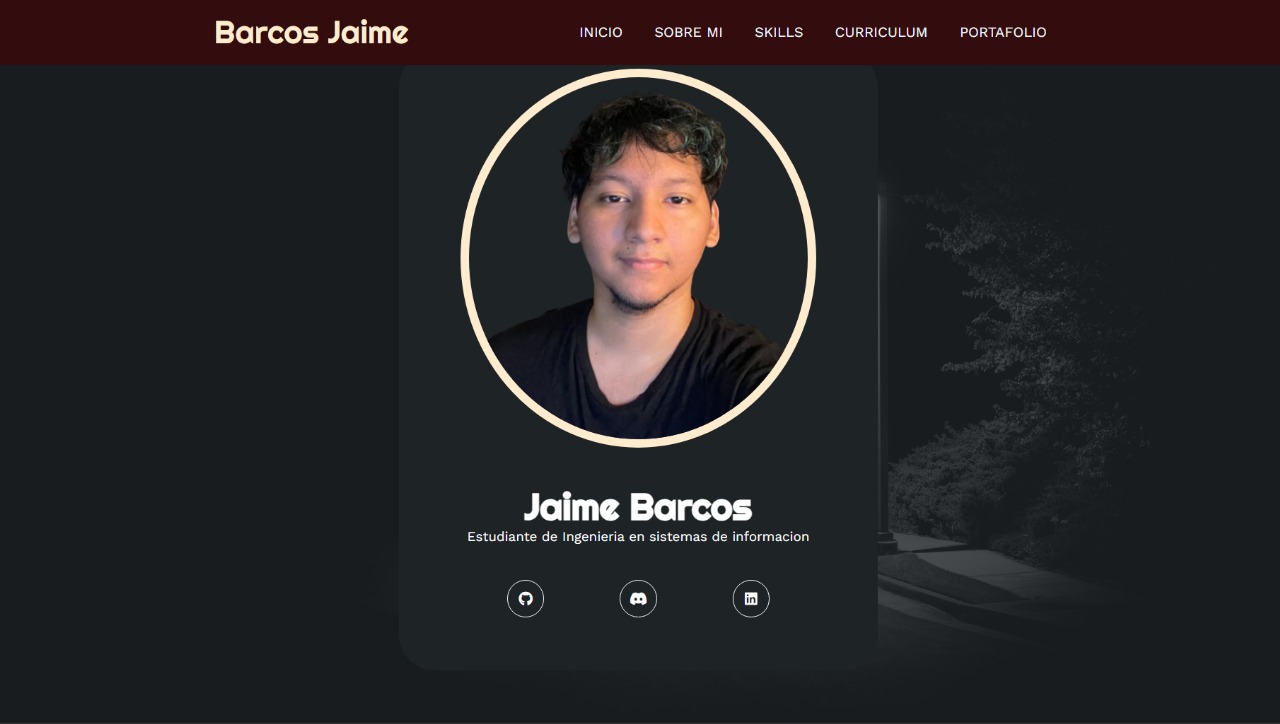 Barcos Jaime
INICIO SOBRE MI SKILLS CURRICULUM PORTAFOLIO
Jaime Barcos
Estudiante de Ingenieria en sistemas de informacion